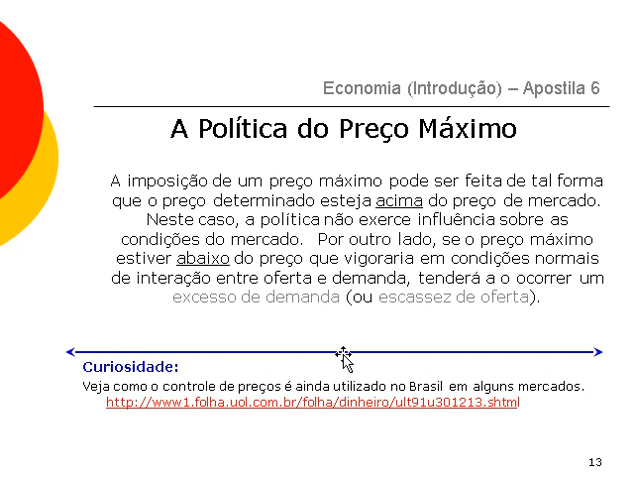 Economia (Introdução) – Apostila 6
A Política do Preço Máximo
A imposição de um preço máximo pode ser feita de tal forma
que o preço determinado esteja acima do preço de mercado.
Neste caso, a política não exerce influência sobre as
condições do mercado. Por outro lado, se o preço máximo
estiver abaixo do preço que vigoraria em condições normais
de interação entre oferta e demanda, tenderá a o ocorrer um
excesso de demanda (ou escassez de oferta).
Curiosidade:
Veja como o controle de preços é ainda utilizado no Brasil em alguns mercados.
http://www1.folha.uol.com.br/folha/dinheiro/ult91u301213.shtml
13